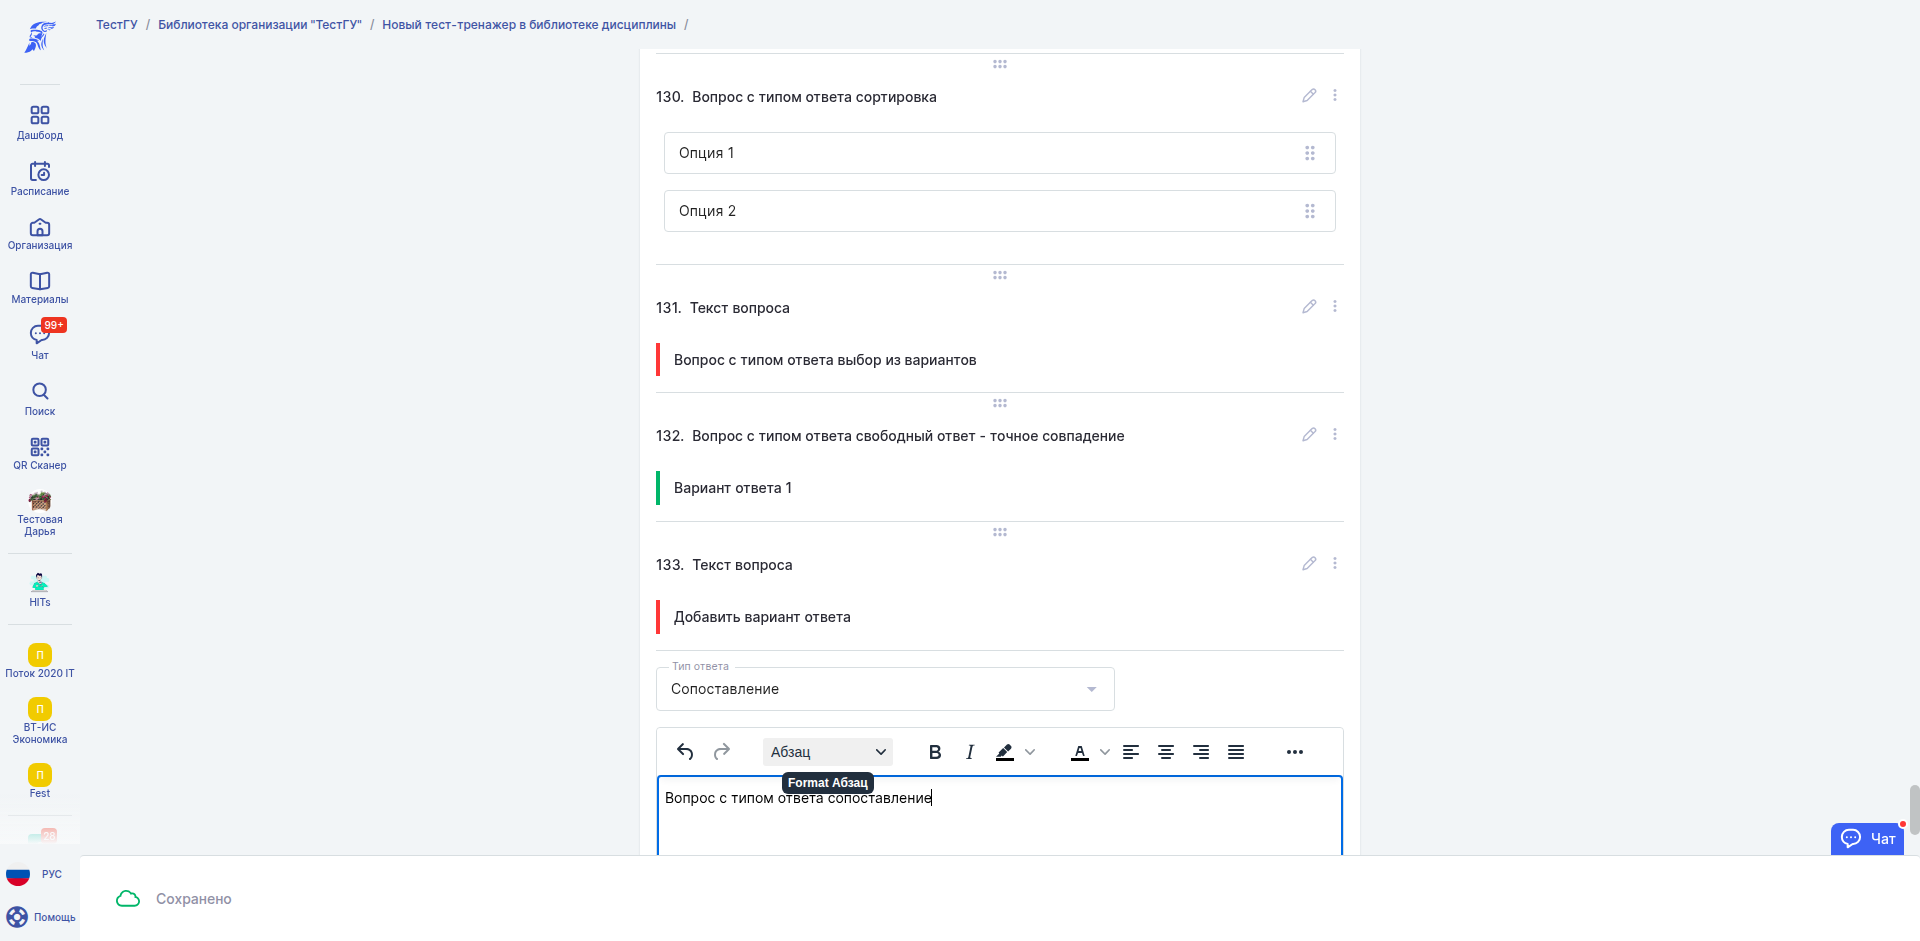 ТестГУ / Библиотека организации "ТестГУ" / Новый тест-тренажер в библиотеке дисциплины /
Дашборд
Расписание
Организация
Материалы
99+
Чат
Поиск
QR Сканер
Тестовая
Дарья
HITs
П
Поток 2020 IT
П
ВТ-ИС
Экономика
П
Fest
28
РУС
Помощь
130. Вопрос с типом ответа сортировка
Опция 1
Опция 2
131. Текст вопроса
Вопрос с типом ответа выбор из вариантов
132. Вопрос с типом ответа свободный ответ - точное совпадение
Вариант ответа 1
133. Текст вопроса
Добавить вариант ответа
Тип ответа
Сопоставление
Абзац
B I A
Format Абзац
Вопрос с типом ответа сопоставление
Чат
Сохранено